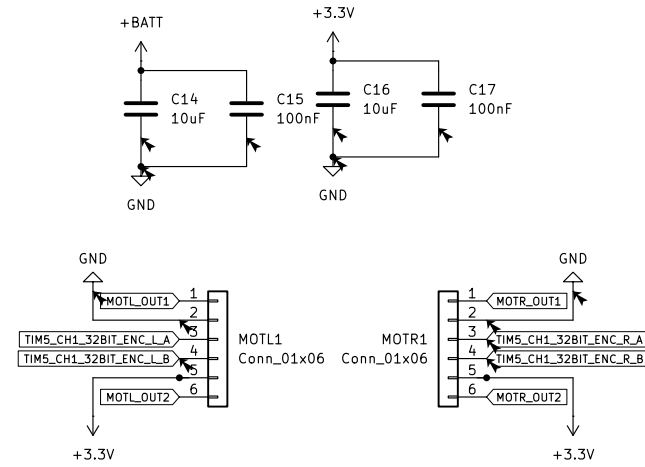 +BATT
+3.3V
C14
10uF
C15
100nF
C16
10uF
C17
100nF
GND
GND
GND
MOTL_OUT1
1
2
TIM5_CH1_32BIT_ENC_L_A
3
TIM5_CH1_32BIT_ENC_L_B
4
5
MOTL_OUT2
6
MOTL1
Conn_01x06
+3.3V
GND
1
MOTR_OUT1
2
3
TIM5_CH1_32BIT_ENC_R_A
4
TIM5_CH1_32BIT_ENC_R_B
5
6
MOTR_OUT2
MOTR1
Conn_01x06
+3.3V